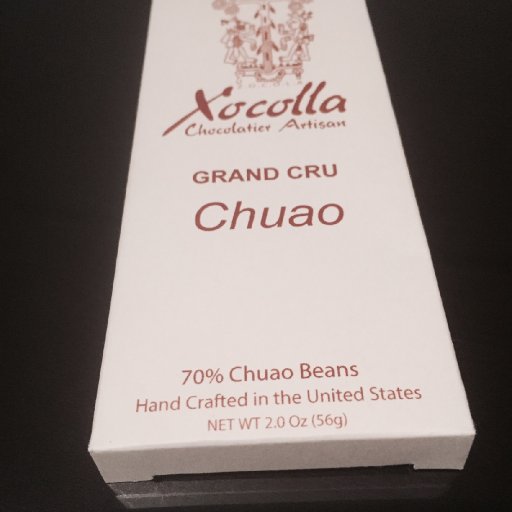 Xocolla
Chocolatier Artisan
GRAND CRU
Chuao
70% Chuao Beans
Hand Crafted in the United States
NET WT 2.0 Oz (56g)